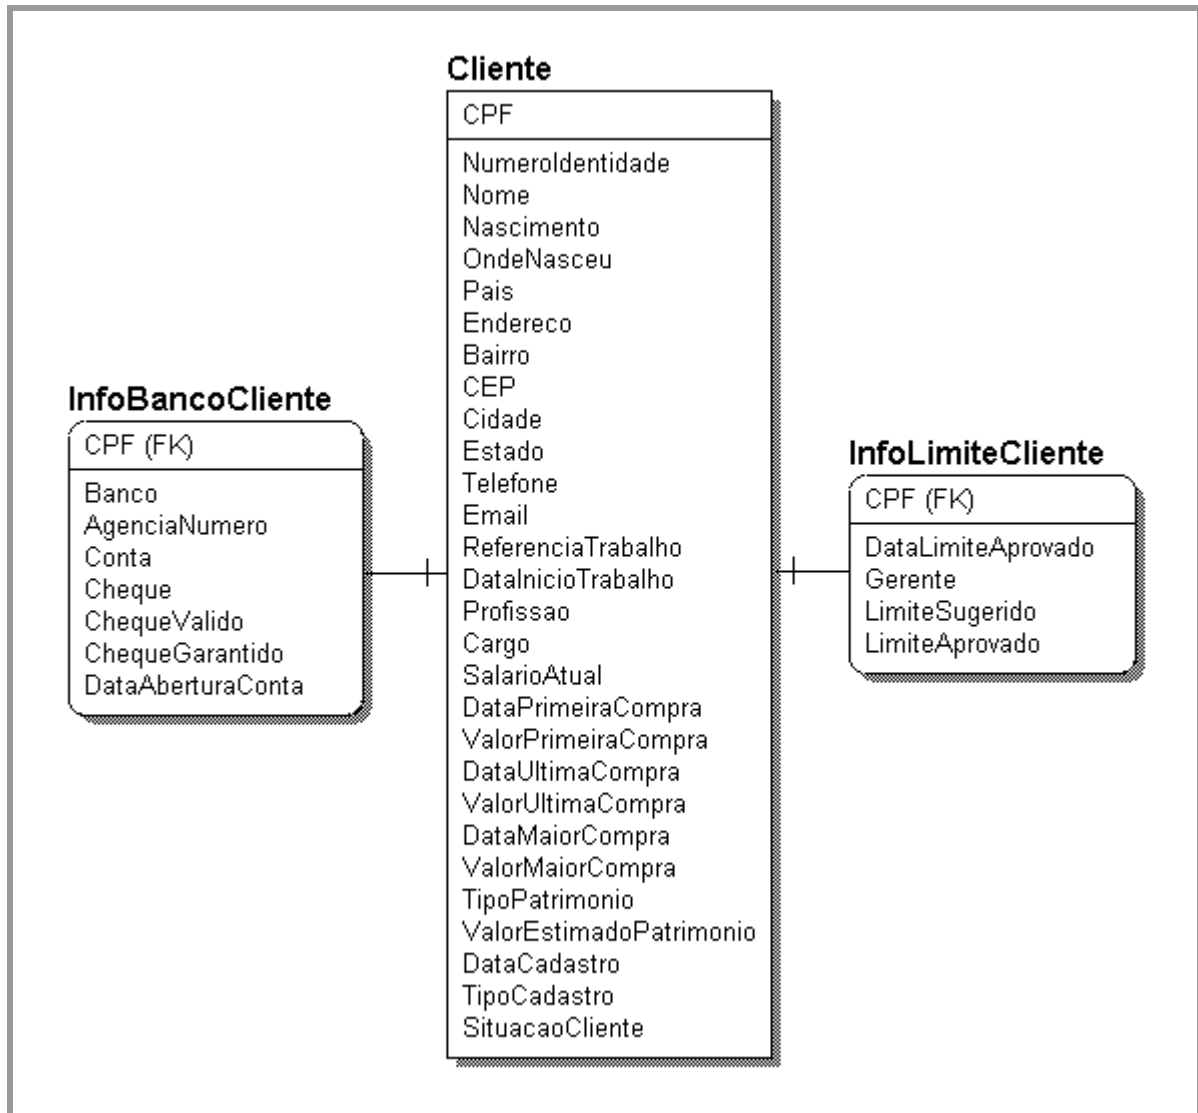 Cliente
CPF
NumeroIdentidade
Nome
Nascimento
OndeNasceu
Pais
Endereco
Bairro
CEP
Cidade
Estado
Telefone
Email
ReferenciaTrabalho
DataInicioTrabalho
Profissao
Cargo
SalarioAtual
DataPrimeiraCompra
ValorPrimeiraCompra
DataUltimaCompra
ValorUltimaCompra
DataMaiorCompra
ValorMaiorCompra
TipoPatrimonio
ValorEstimadoPatrimonio
DataCadastro
TipoCadastro
SituacaoCliente
InfoBancoCliente
CPF (FK)
Banco
AgenciaNumero
Conta
Cheque
ChequeValido
ChequeGarantido
DataAberturaConta
InfoLimiteCliente
CPF (FK)
DataLimiteAprovado
Gerente
LimiteSugerido
LimiteAprovado